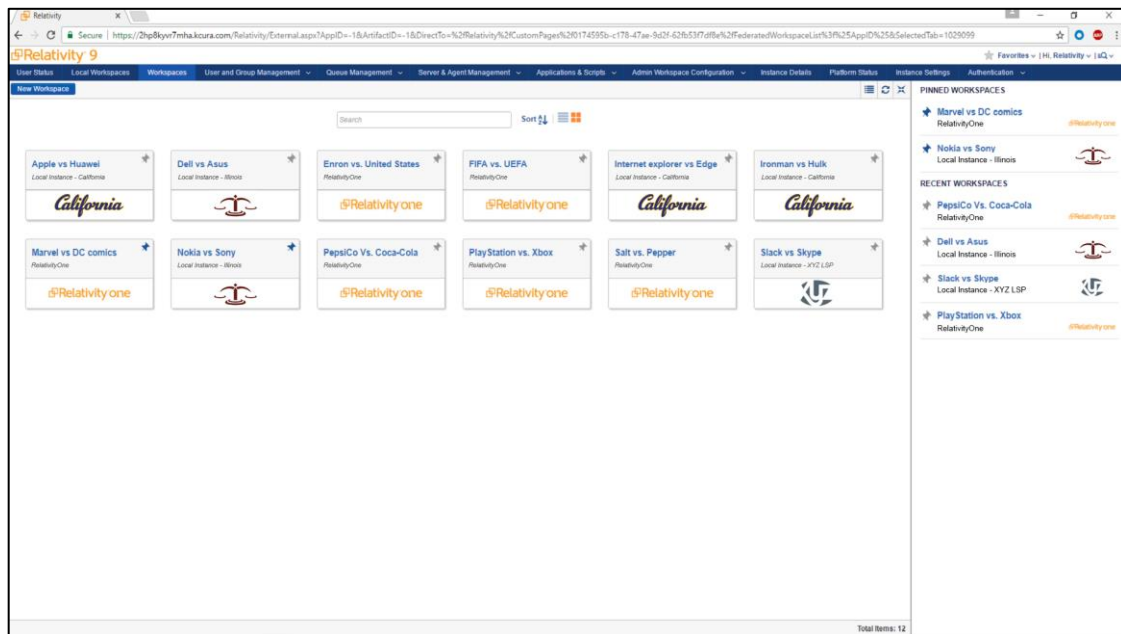 Relativity
Secure | https://2hp8kyvr7mha.kcura.com/Relativity/External.aspx?AppID=-1&ArtifactID=-1&DirectTo=%2fRelativity%2fCustomPages%2f0174595b-c178-47ae-9d2f-62fb53f7df8e%2fFederatedWorkspaceList%3f%25AppID%25&SelectedTab=1029099
Relativity 9
Favorites | Hi, Relativity |
User Status Local Workspaces Workspaces User and Group Management Queue Management Server & Agent Management Applications & Scripts Admin Workspace Configuration Instance Details Platform Status Instance Settings Authentication
New Workspace
Search
Sort
Apple vs Huawei
Local Instance - California
California
Dell vs Asus
Local Instance - Illinois
Enron vs. United States
RelativityOne
Relativity one
FIFA vs. UEFA
RelativityOne
Relativity one
Internet explorer vs Edge
Local Instance - California
California
Ironman vs Hulk
Local Instance - California
California
Marvel vs DC comics
RelativityOne
Relativity one
Nokia vs Sony
Local Instance - Illinois
PepsiCo Vs. Coca-Cola
RelativityOne
Relativity one
PlayStation vs. Xbox
RelativityOne
Relativity one
Salt vs. Pepper
RelativityOne
Relativity one
Slack vs Skype
Local Instance - XYZ LSP
Total Items: 12
PINNED WORKSPACES
Marvel vs DC comics
RelativityOne
Relativity one
Nokia vs Sony
Local Instance - Illinois
RECENT WORKSPACES
PepsiCo Vs. Coca-Cola
RelativityOne
Relativity one
Dell vs Asus
Local Instance - Illinois
Slack vs Skype
Local Instance - XYZ LSP
PlayStation vs. Xbox
RelativityOne
Relativity one